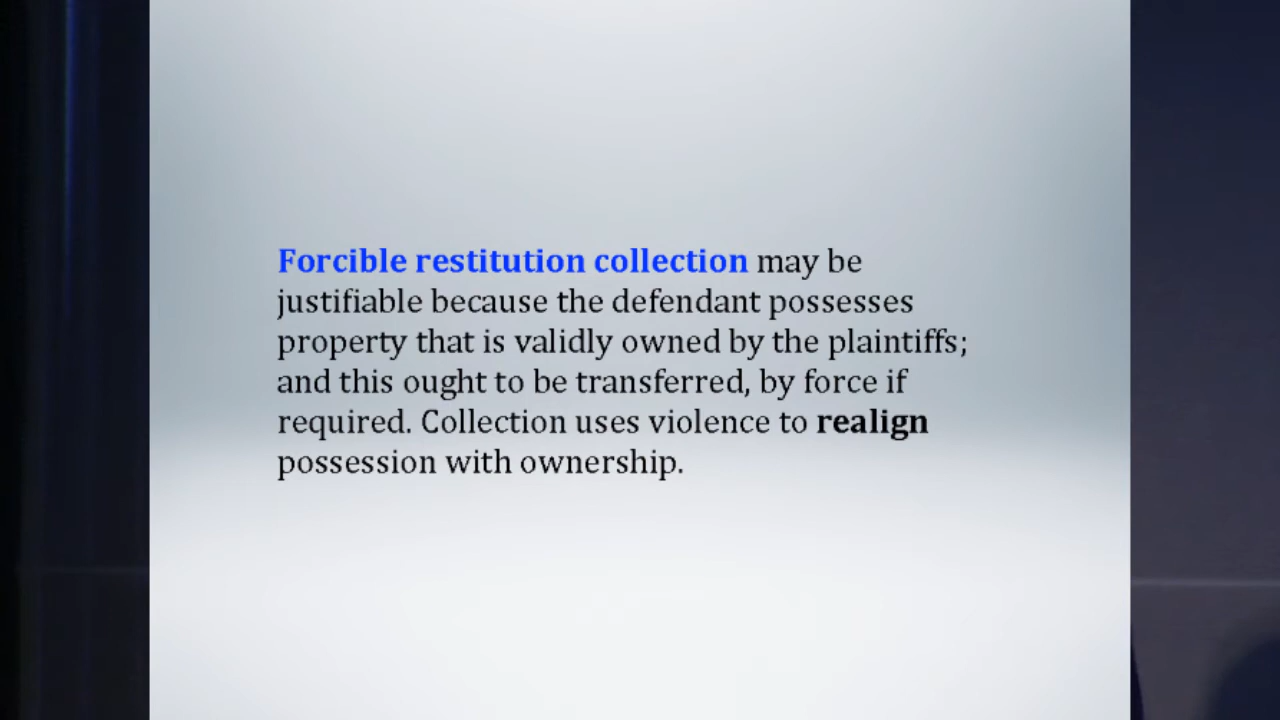 Forcible restitution collection may be
justifiable because the defendant possesses
property that is validly owned by the plaintiffs;
and this ought to be transferred, by force if
required. Collection uses violence to realign
possession with ownership.